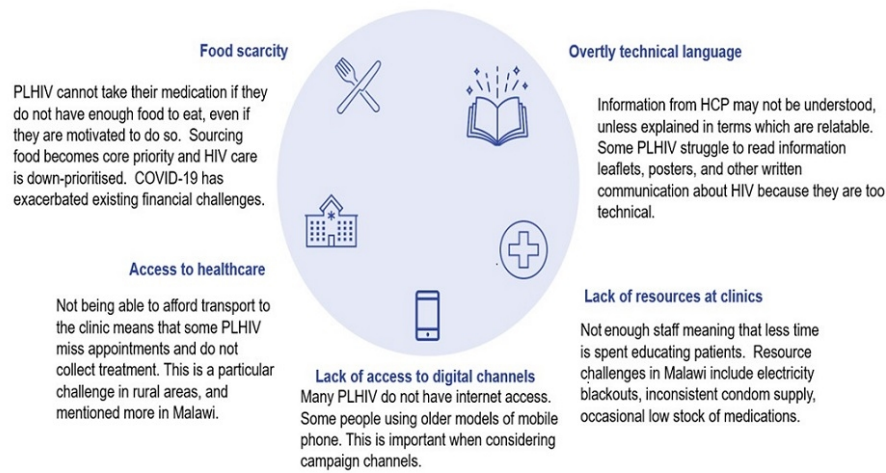 Food scarcity
PLHIV cannot take their medication if they
do not have enough food to eat, even if
they are motivated to do so. Sourcing
food becomes core priority and HIV care
is down-prioritised. COVID-19 has
exacerbated existing financial challenges.
Overtly technical language
Information from HCP may not be understood,
unless explained in terms which are relatable.
Some PLHIV struggle to read information
leaflets, posters, and other written
communication about HIV because they are too
technical.
Access to healthcare
Not being able to afford transport to
the clinic means that some PLHIV
miss appointments and do not
collect treatment. This is a particular
challenge in rural areas, and
mentioned more in Malawi.
Lack of access to digital channels
Many PLHIV do not have internet access.
Some people using older models of mobile
phone. This is important when considering
campaign channels.
Lack of resources at clinics
Not enough staff meaning that less time
is spent educating patients. Resource
challenges in Malawi include electricity
blackouts, inconsistent condom supply,
occasional low stock of medications.